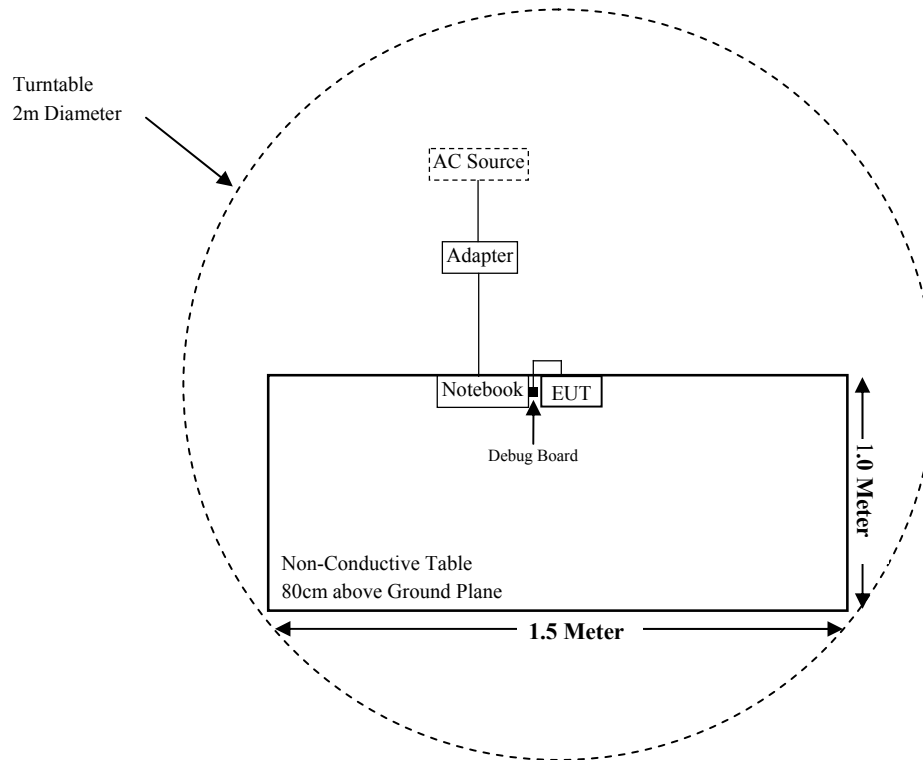 Turntable
2m Diameter
AC Source
Adapter
Notebook
EUT
Debug Board
1.0 Meter
Non-Conductive Table
80cm above Ground Plane
1.5 Meter